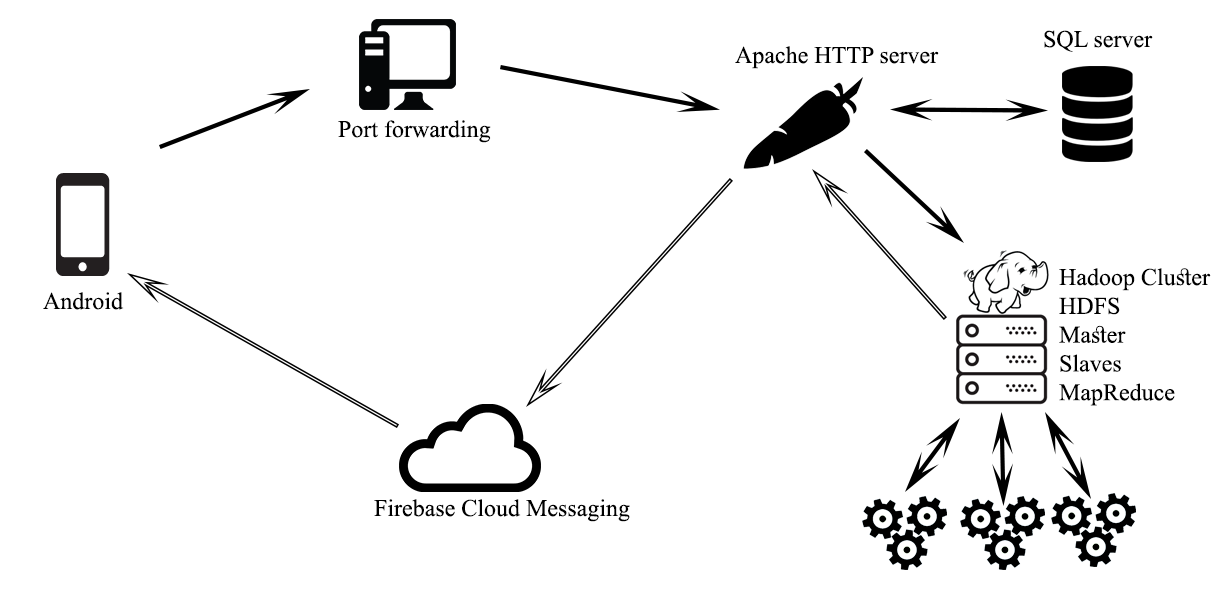 SQL server
Apache HTTP server
Port forwarding
Android
Hadoop Cluster
HDFS
Master
Slaves
MapReduce
Firebase Cloud Messaging